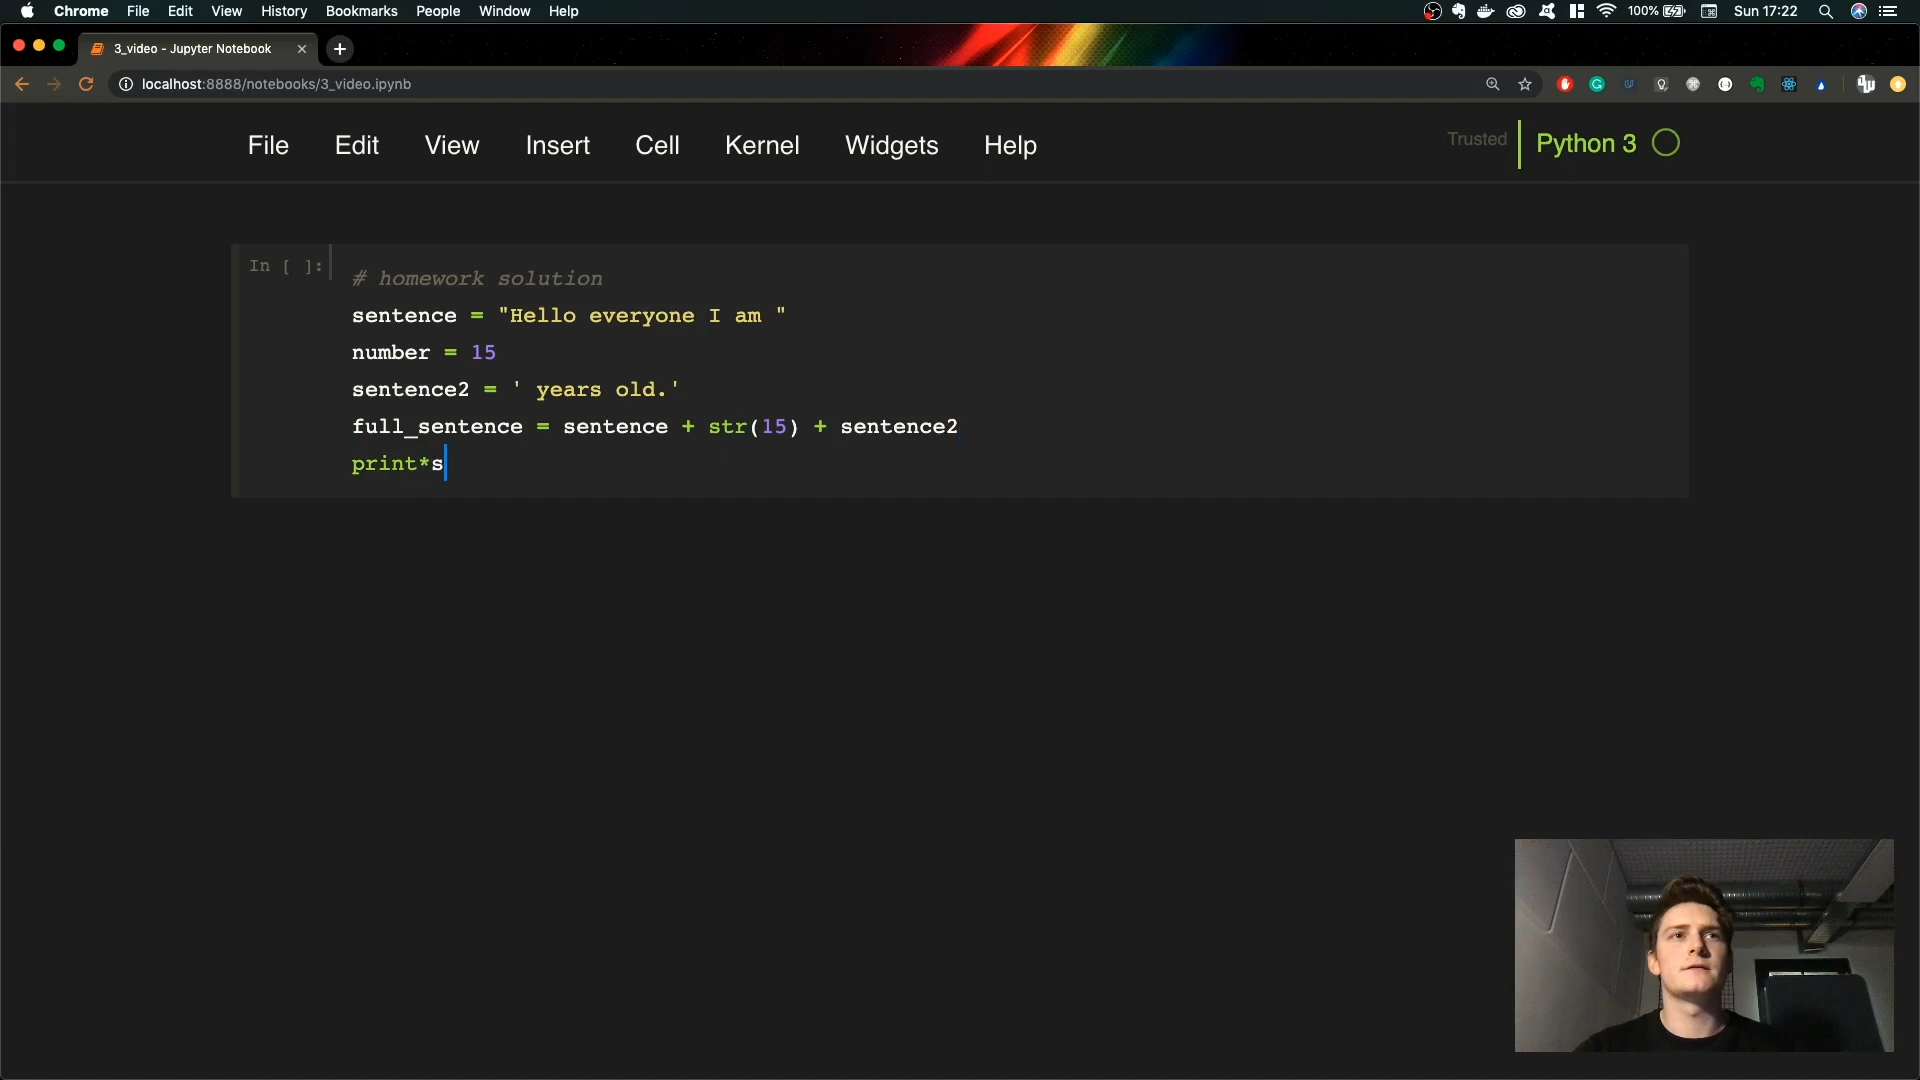 Chrome File Edit View History Bookmarks People Window Help 100% Sun 17:22
3_video - Jupyter Notebook
localhost:8888/notebooks/3_video.ipynb
File Edit View Insert Cell Kernel Widgets Help Trusted Python 3
In [ ]:
# homework solution
sentence = "Hello everyone I am "
number = 15
sentence2 = ' years old.'
full_sentence = sentence + str(15) + sentence2
print*s